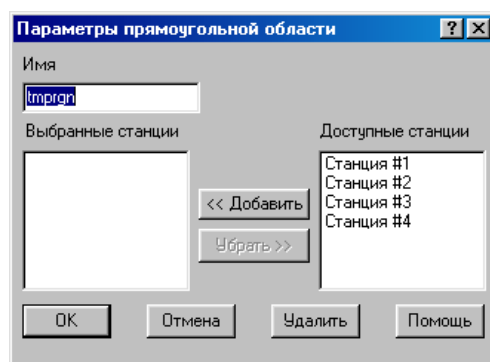 Параметры прямоугольной области
Имя
tmprgn
Выбранные станции
Доступные станции
Станция #1
Станция #2
Станция #3
Станция #4
<< Добавить
Убрать >>
OK
Отмена
Удалить
Помощь